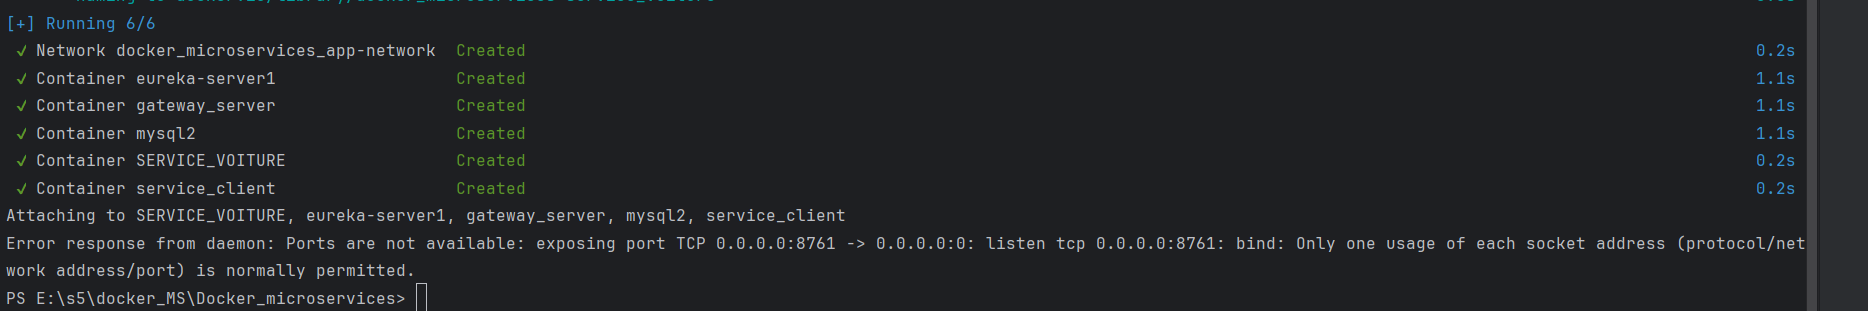 [+] Running 6/6
✓ Network docker_microservices_app-network Created 0.2s
✓ Container eureka-server1 Created 1.1s
✓ Container gateway_server Created 1.1s
✓ Container mysql2 Created 1.1s
✓ Container SERVICE_VOITURE Created 0.2s
✓ Container service_client Created 0.2s
Attaching to SERVICE_VOITURE, eureka-server1, gateway_server, mysql2, service_client
Error response from daemon: Ports are not available: exposing port TCP 0.0.0.0:8761 -> 0.0.0.0:0: listen tcp 0.0.0.0:8761: bind: Only one usage of each socket address (protocol/net
work address/port) is normally permitted.
PS E:\s5\docker_MS\Docker_microservices>